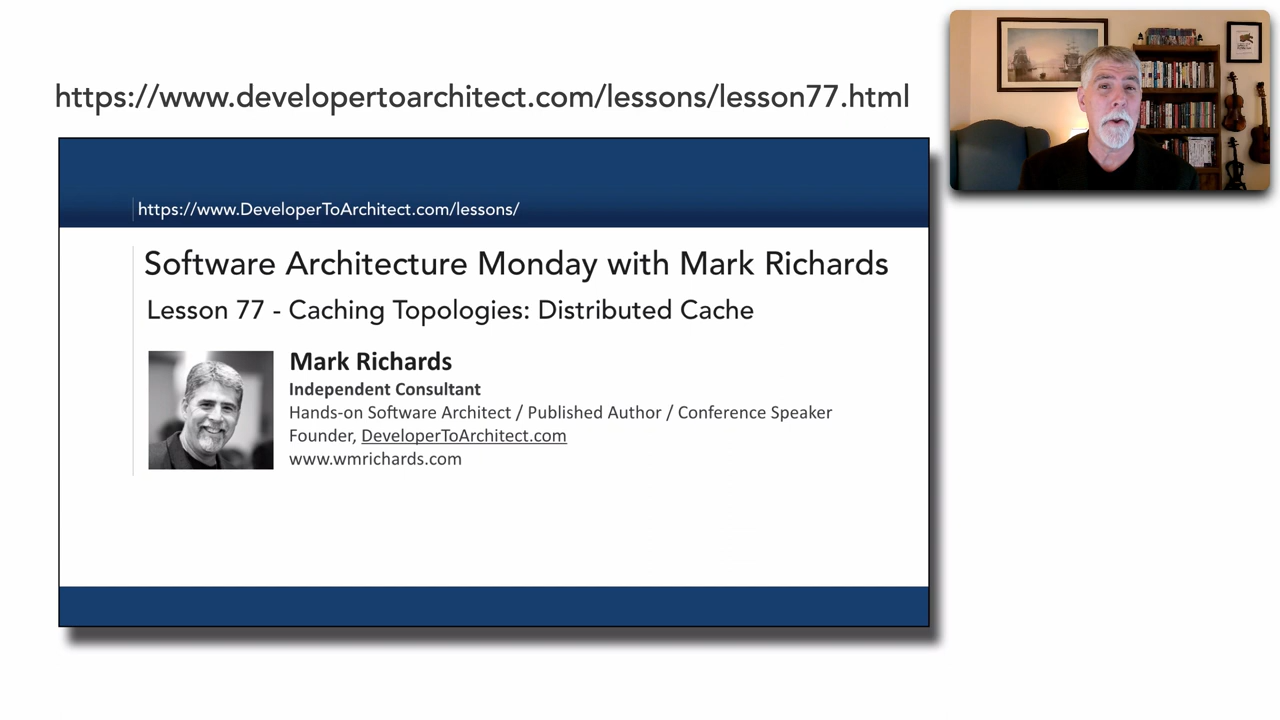 https://www.developertoarchitect.com/lessons/lesson77.html
https://www.DeveloperToArchitect.com/lessons/
Software Architecture Monday with Mark Richards
Lesson 77 - Caching Topologies: Distributed Cache
Mark Richards
Independent Consultant
Hands-on Software Architect / Published Author / Conference Speaker
Founder, DeveloperToArchitect.com
www.wmrichards.com